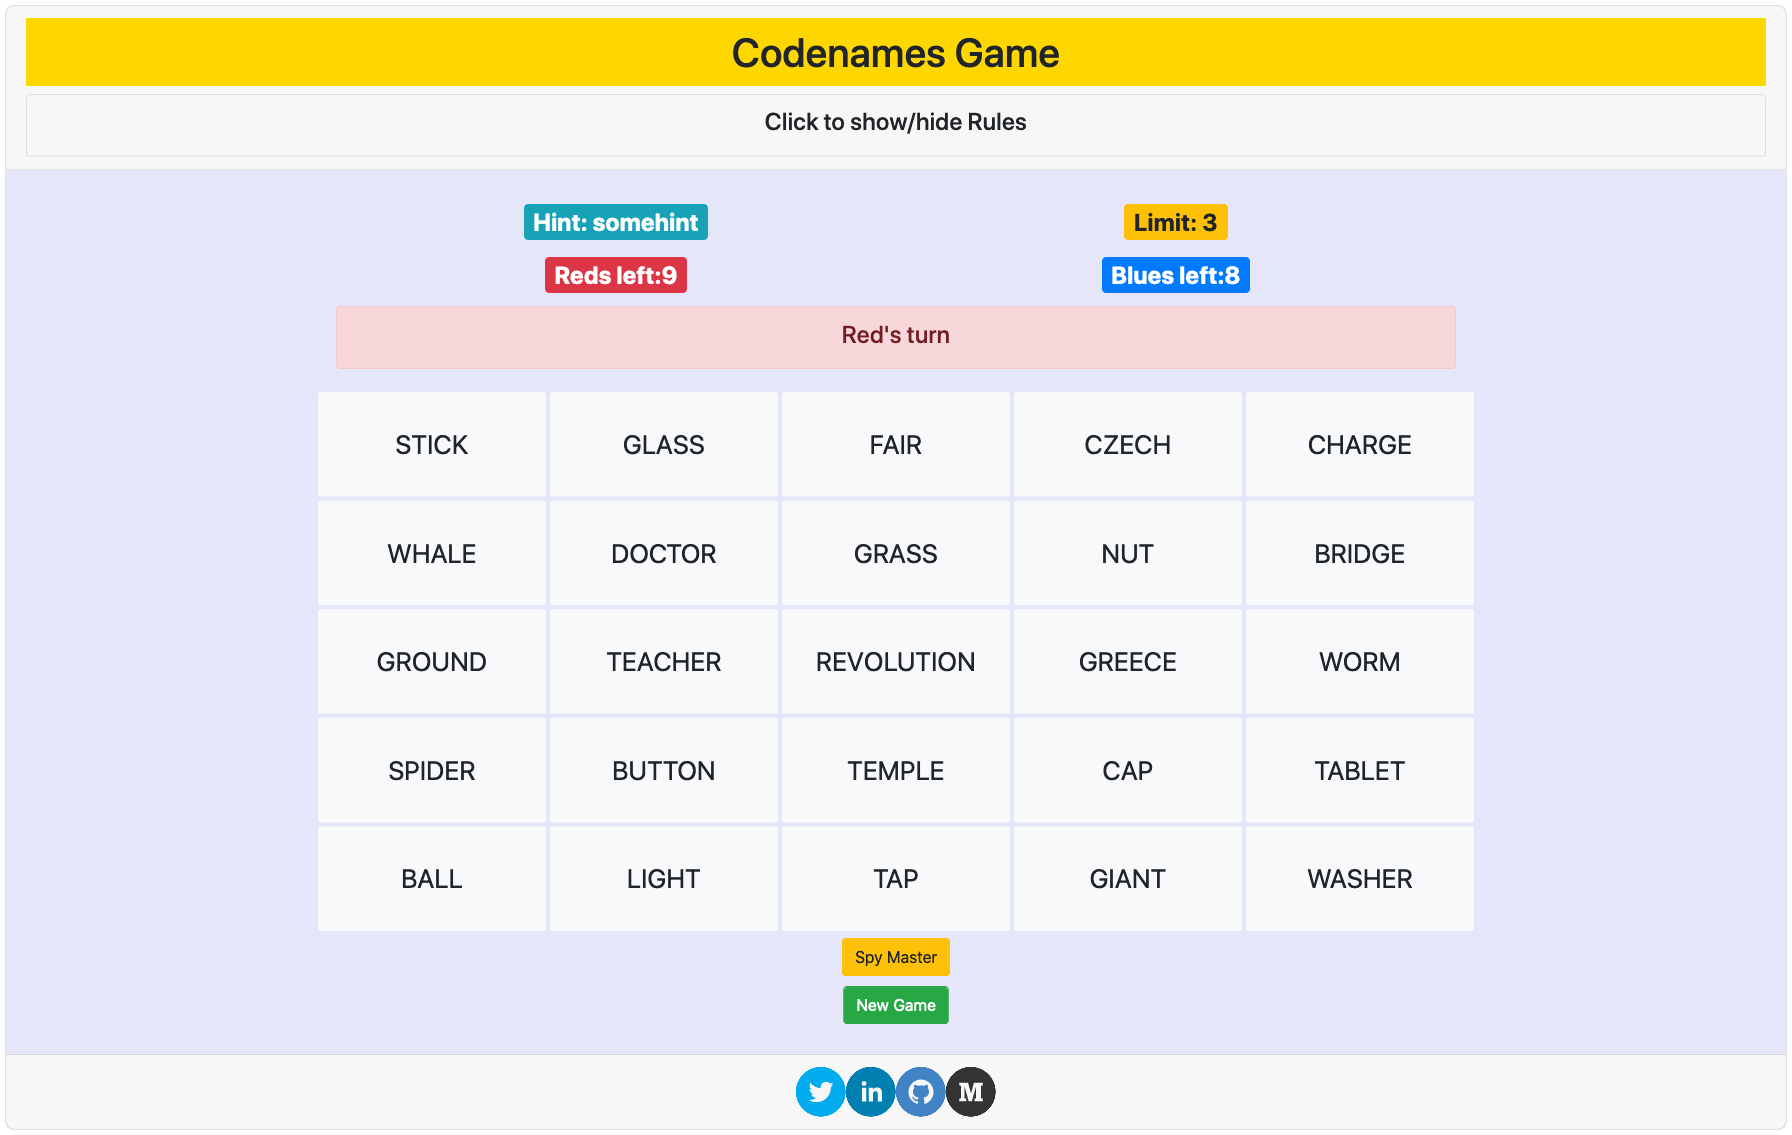 Codenames Game
Click to show/hide Rules
Hint: somehint Limit: 3
Reds left:9 Blues left:8
Red's turn
STICK GLASS FAIR CZECH CHARGE
WHALE DOCTOR GRASS NUT BRIDGE
GROUND TEACHER REVOLUTION GREECE WORM
SPIDER BUTTON TEMPLE CAP TABLET
BALL LIGHT TAP GIANT WASHER
Spy Master
New Game
in M